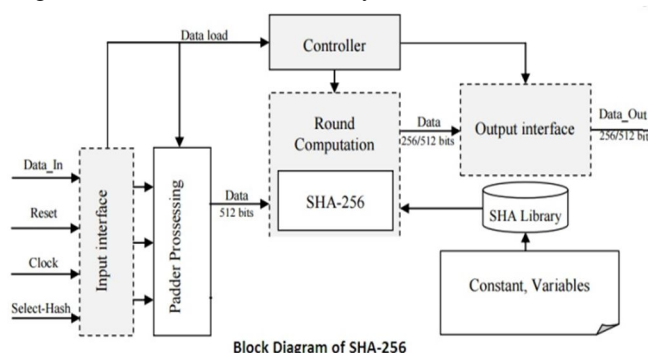 Data load
Controller
Round
Computation
SHA-256
Data
256/512 bits
Output interface
Data_Out
256/512 bit
Data_In
Reset
Clock
Select-Hash
Input interface
Padder Prossessing
Data
512 bits
SHA Library
Constant, Variables
Block Diagram of SHA-256